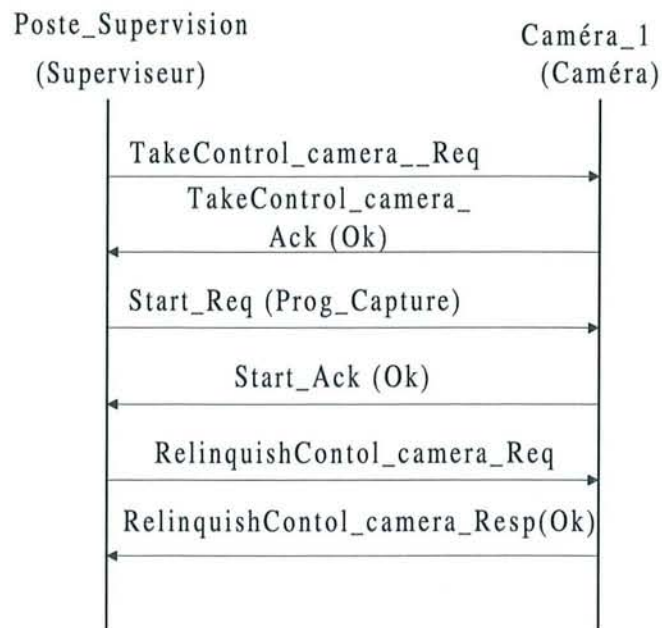 Poste_Supervision
(Superviseur)
Caméra_1
(Caméra)
TakeControl_camera__Req
TakeControl_camera_
Ack (Ok)
Start_Req (Prog_Capture)
Start_Ack (Ok)
RelinquishContol_camera_Req
RelinquishContol_camera_Resp(Ok)